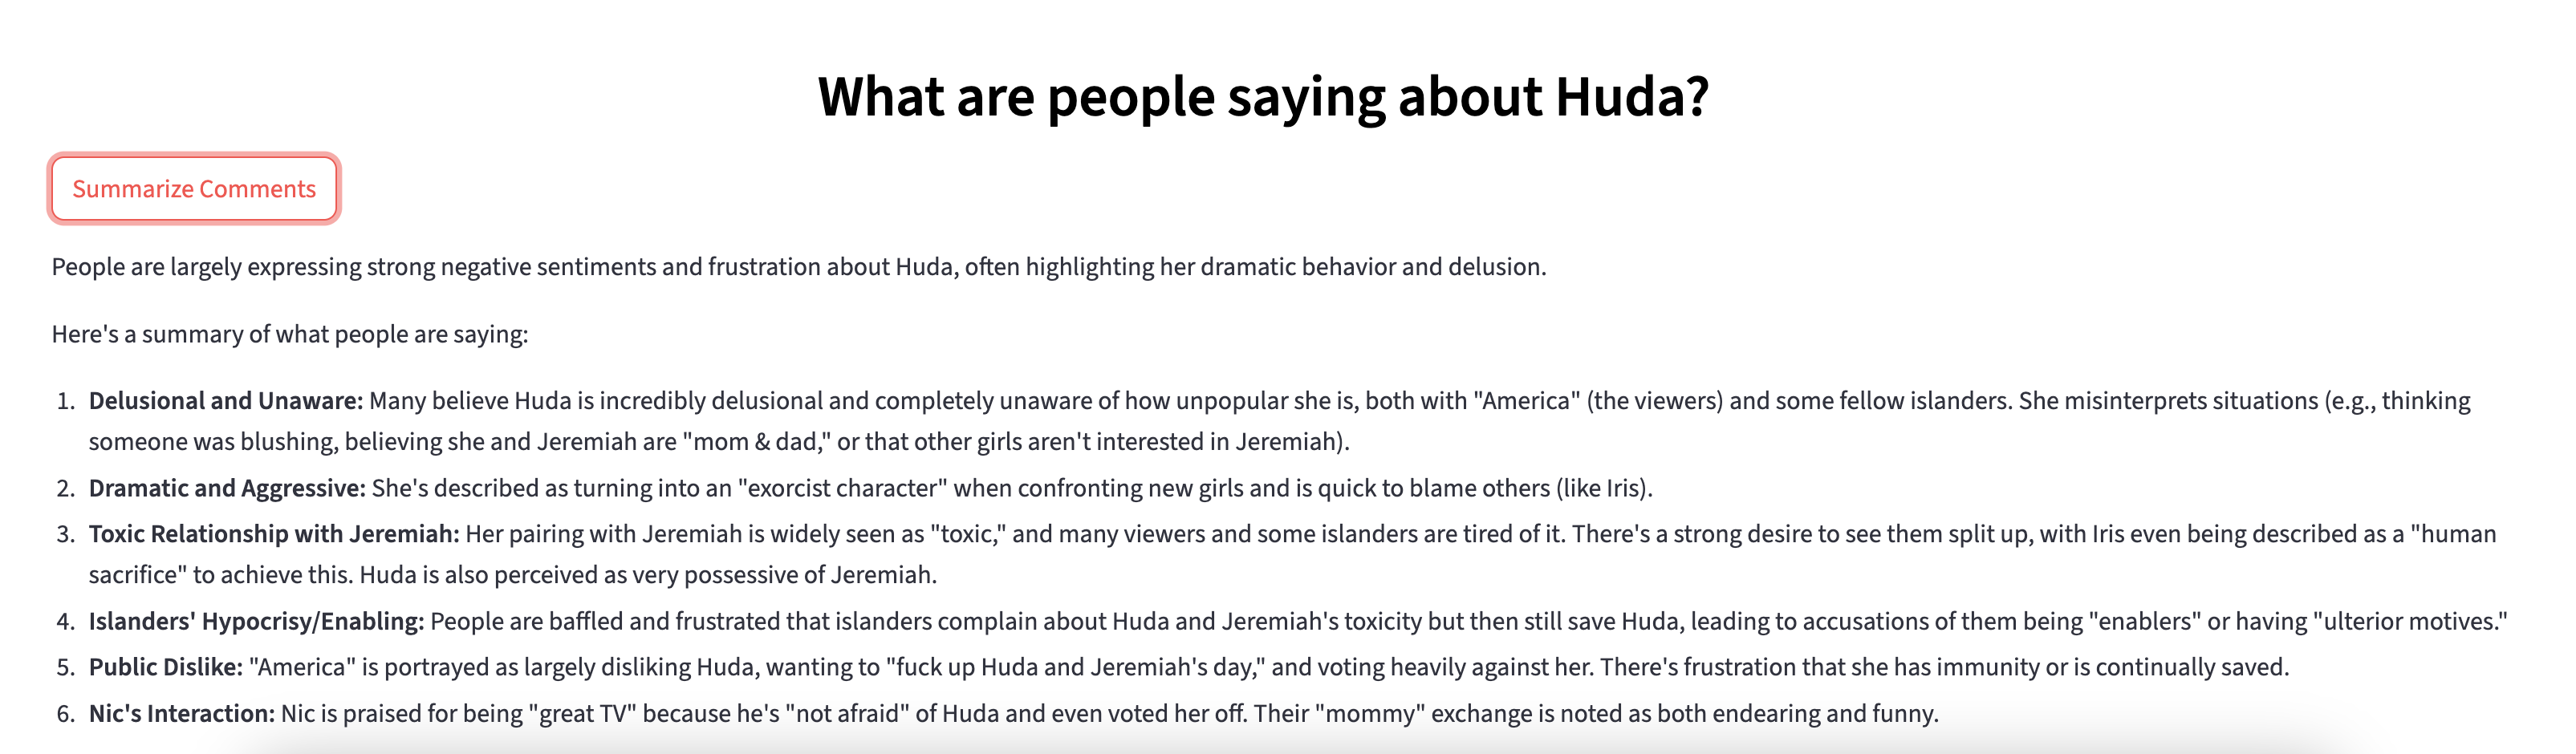 What are people saying about Huda?
Summarize Comments
People are largely expressing strong negative sentiments and frustration about Huda, often highlighting her dramatic behavior and delusion.
Here's a summary of what people are saying:
1. Delusional and Unaware: Many believe Huda is incredibly delusional and completely unaware of how unpopular she is, both with "America" (the viewers) and some fellow islanders. She misinterprets situations (e.g., thinking
someone was blushing, believing she and Jeremiah are "mom & dad," or that other girls aren't interested in Jeremiah).
2. Dramatic and Aggressive: She's described as turning into an "exorcist character" when confronting new girls and is quick to blame others (like Iris).
3. Toxic Relationship with Jeremiah: Her pairing with Jeremiah is widely seen as "toxic," and many viewers and some islanders are tired of it. There's a strong desire to see them split up, with Iris even being described as a "human
sacrifice" to achieve this. Huda is also perceived as very possessive of Jeremiah.
4. Islanders' Hypocrisy/Enabling: People are baffled and frustrated that islanders complain about Huda and Jeremiah's toxicity but then still save Huda, leading to accusations of them being "enablers" or having "ulterior motives."
5. Public Dislike: "America" is portrayed as largely disliking Huda, wanting to "fuck up Huda and Jeremiah's day," and voting heavily against her. There's frustration that she has immunity or is continually saved.
6. Nic's Interaction: Nic is praised for being "great TV" because he's "not afraid" of Huda and even voted her off. Their "mommy" exchange is noted as both endearing and funny.